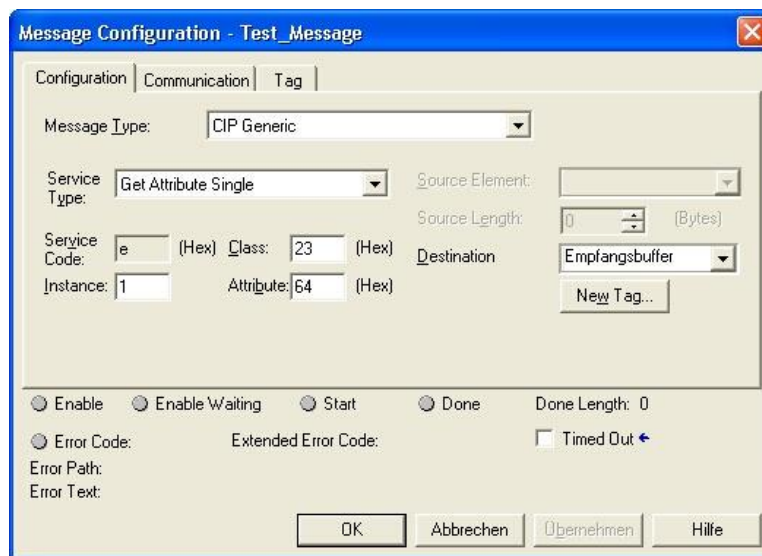 Message Configuration - Test_Message
Configuration Communication Tag
Message Type: CIP Generic
Service Type: Get Attribute Single
Source Element:
Source Length: 0 (Bytes)
Service Code: e (Hex) Class: 23 (Hex)
Destination Empfangsbuffer
Instance: 1 Attribute: 64 (Hex)
New Tag...
Enable Enable Waiting Start Done Done Length: 0
Error Code: Extended Error Code: Timed Out
Error Path:
Error Text:
OK Abbrechen Übernehmen Hilfe